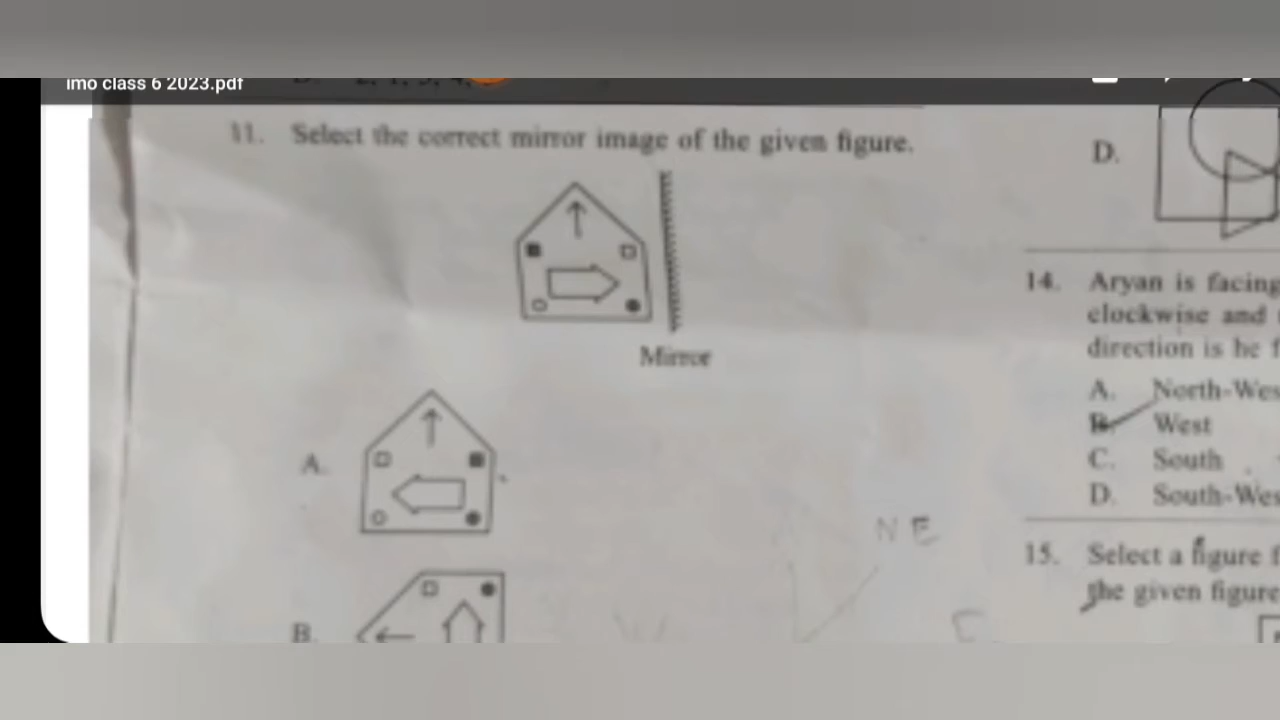 imo class 6 2023.pdf
11. Select the correct mirror image of the given figure.
Mirror
A.
B.
NE
D.
14. Aryan is facing
clockwise and
direction is he f
A. North-Wes
B. West
C. South
D. South-Wes
15. Select a figure f
the given figure